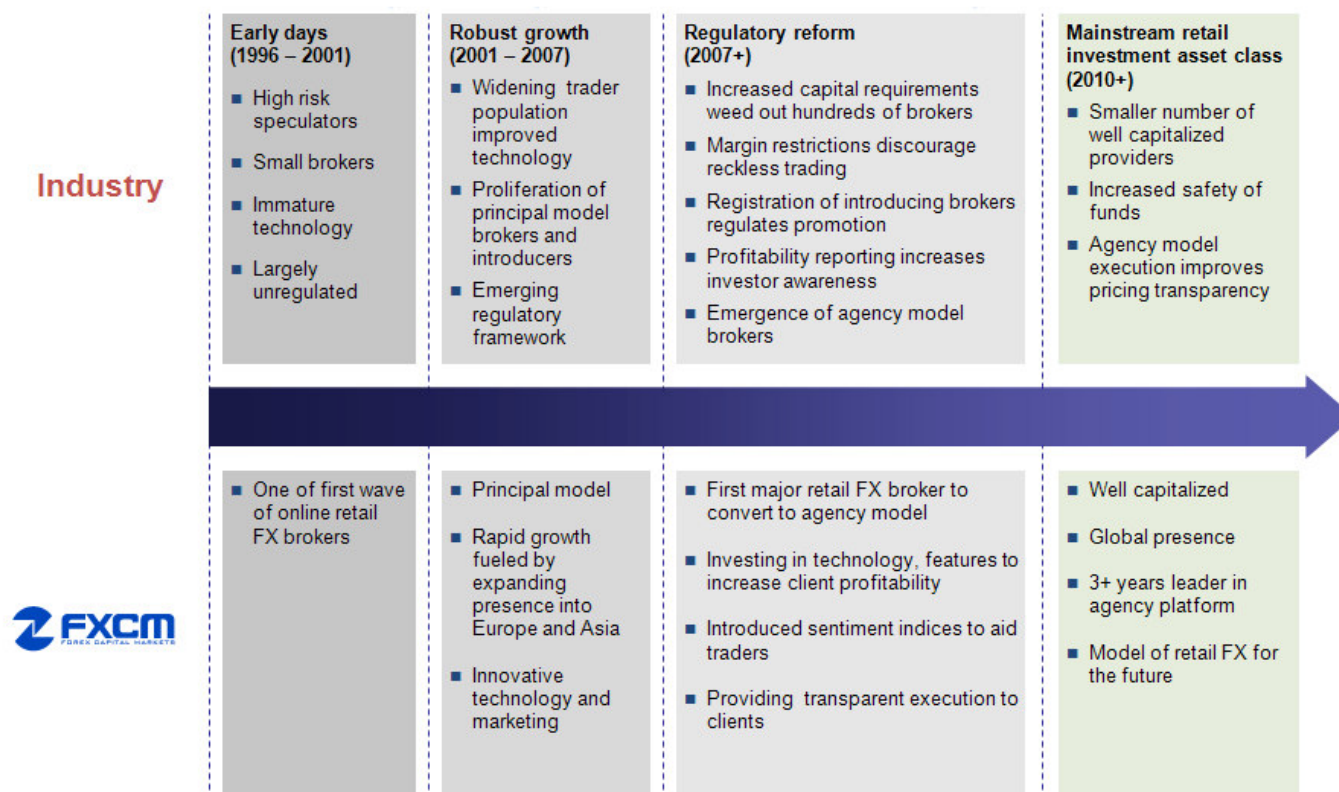 Early days
(1996 – 2001)
High risk
speculators
Small brokers
Immature
technology
Largely
unregulated
Robust growth
(2001 – 2007)
Widening trader
population
improved
technology
Proliferation of
principal model
brokers and
introducers
Emerging
regulatory
framework
Regulatory reform
(2007+)
Increased capital requirements
weed out hundreds of brokers
Margin restrictions discourage
reckless trading
Registration of introducing brokers
regulates promotion
Profitability reporting increases
investor awareness
Emergence of agency model
brokers
Mainstream retail
investment asset class
(2010+)
Smaller number of
well capitalized
providers
Increased safety of
funds
Agency model
execution improves
pricing transparency
Industry
One of first wave
of online retail
FX brokers
Principal model
Rapid growth
fueled by
expanding
presence into
Europe and Asia
Innovative
technology and
marketing
First major retail FX broker to
convert to agency model
Investing in technology, features to
increase client profitability
Introduced sentiment indices to aid
traders
Providing transparent execution to
clients
Well capitalized
Global presence
3+ years leader in
agency platform
Model of retail FX for
the future
FXCM
FOREX CAPITAL MARKETS